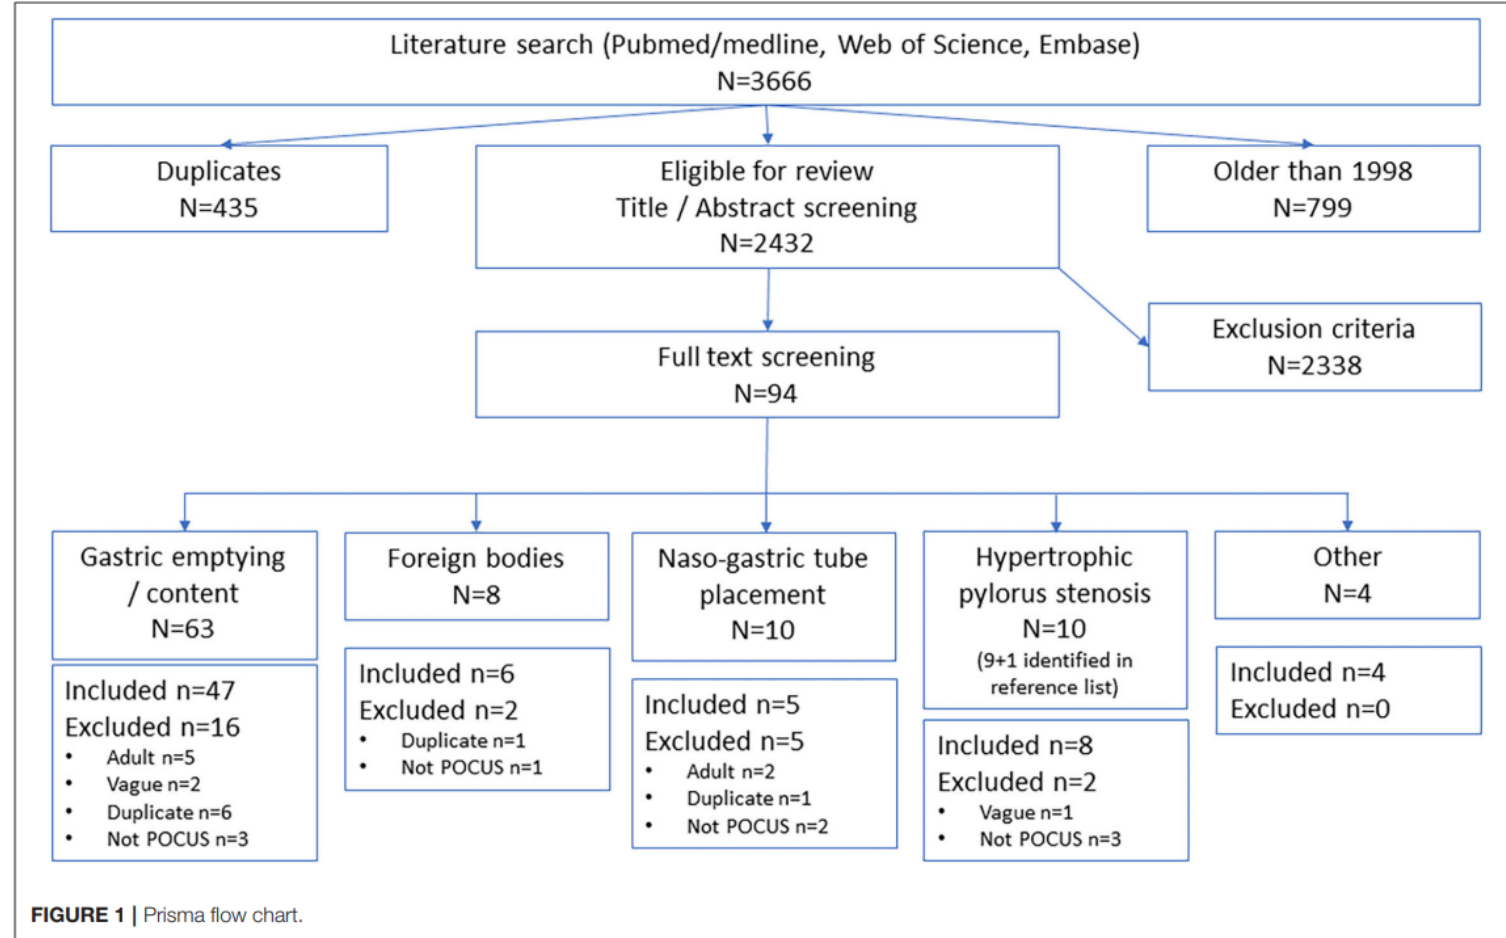 Literature search (Pubmed/medline, Web of Science, Embase)
N=3666
Duplicates
N=435
Eligible for review
Title / Abstract screening
N=2432
Older than 1998
N=799
Exclusion criteria
N=2338
Full text screening
N=94
Gastric emptying
/ content
N=63
Included n=47
Excluded n=16
• Adult n=5
• Vague n=2
• Duplicate n=6
• Not POCUS n=3
Foreign bodies
N=8
Included n=6
Excluded n=2
• Duplicate n=1
• Not POCUS n=1
Naso-gastric tube
placement
N=10
Included n=5
Excluded n=5
• Adult n=2
• Duplicate n=1
• Not POCUS n=2
Hypertrophic
pylorus stenosis
N=10
(9+1 identified in
reference list)
Included n=8
Excluded n=2
• Vague n=1
• Not POCUS n=3
Other
N=4
Included n=4
Excluded n=0
FIGURE 1 | Prisma flow chart.